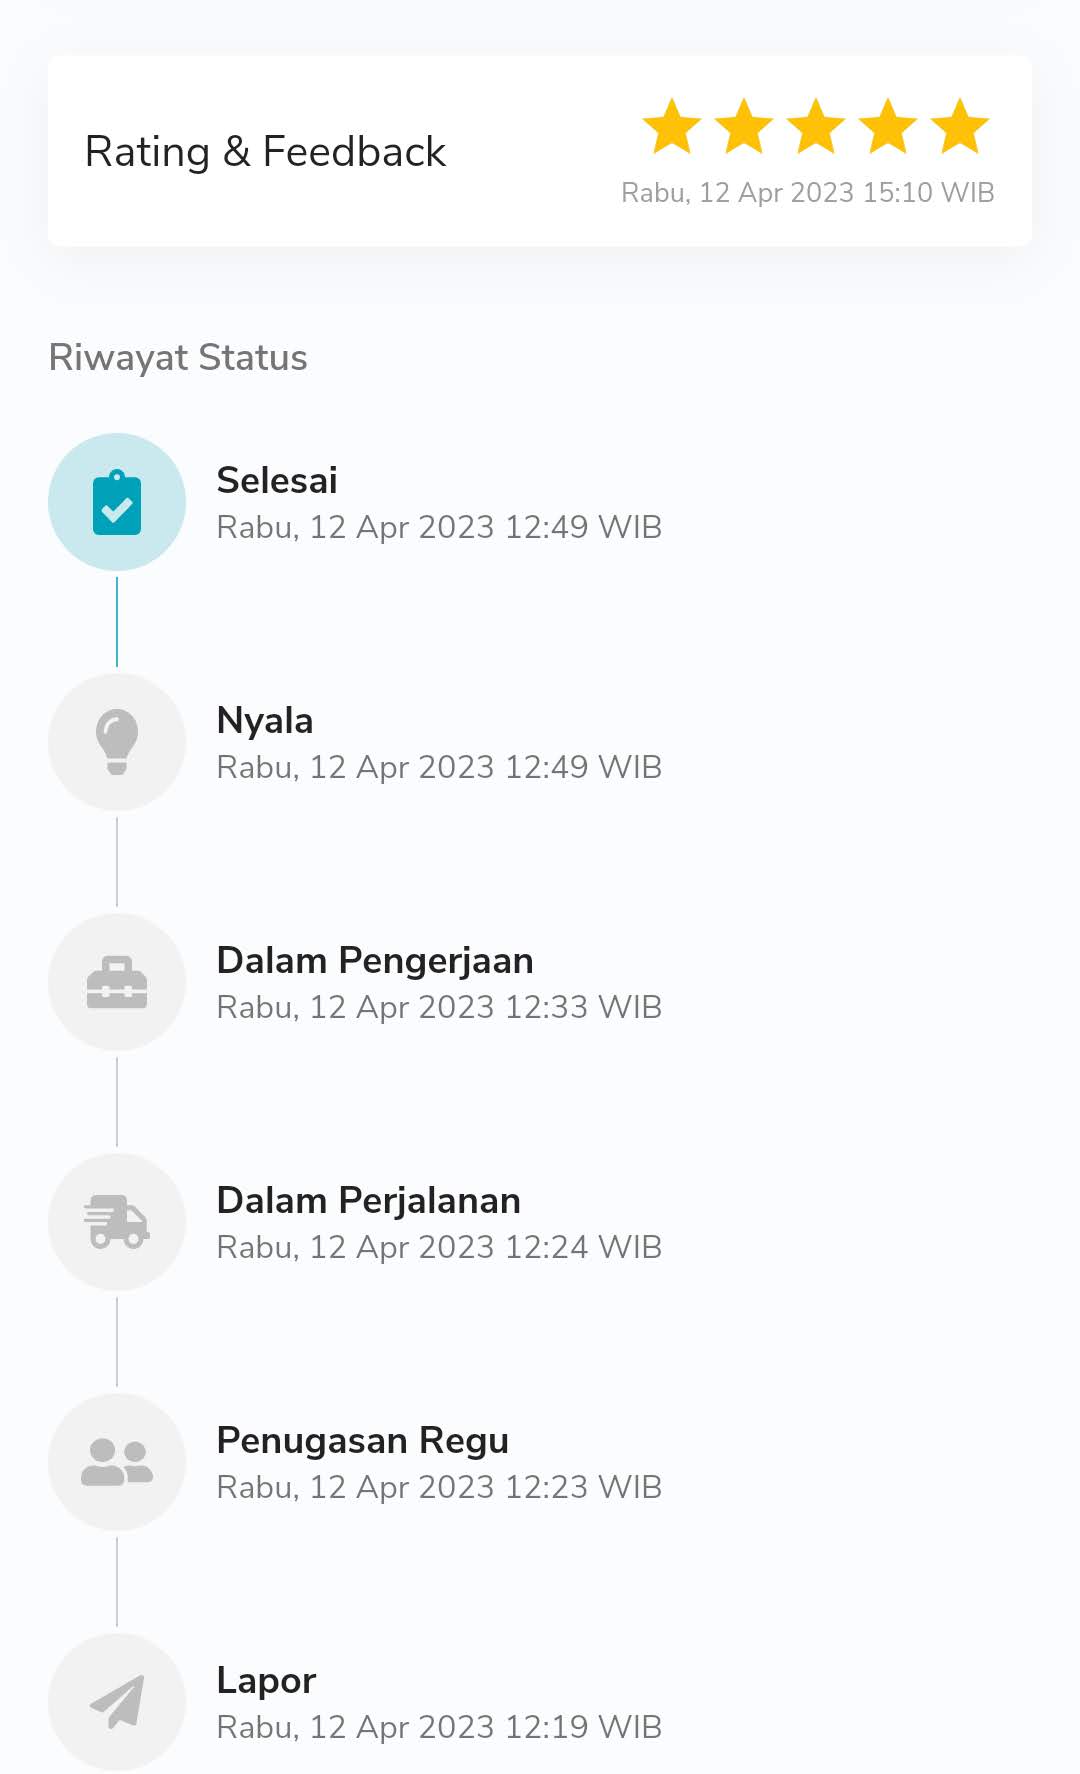 Rating & Feedback
Rabu, 12 Apr 2023 15:10 WIB
Riwayat Status
Selesai
Rabu, 12 Apr 2023 12:49 WIB
Nyala
Rabu, 12 Apr 2023 12:49 WIB
Dalam Pengerjaan
Rabu, 12 Apr 2023 12:33 WIB
Dalam Perjalanan
Rabu, 12 Apr 2023 12:24 WIB
Penugasan Regu
Rabu, 12 Apr 2023 12:23 WIB
Lapor
Rabu, 12 Apr 2023 12:19 WIB